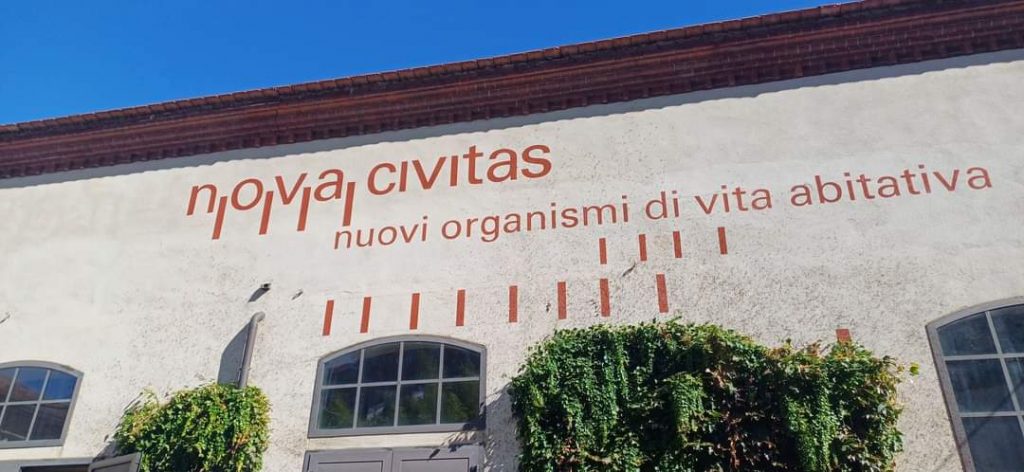 nova civitas
nuovi organismi di vita abitativa